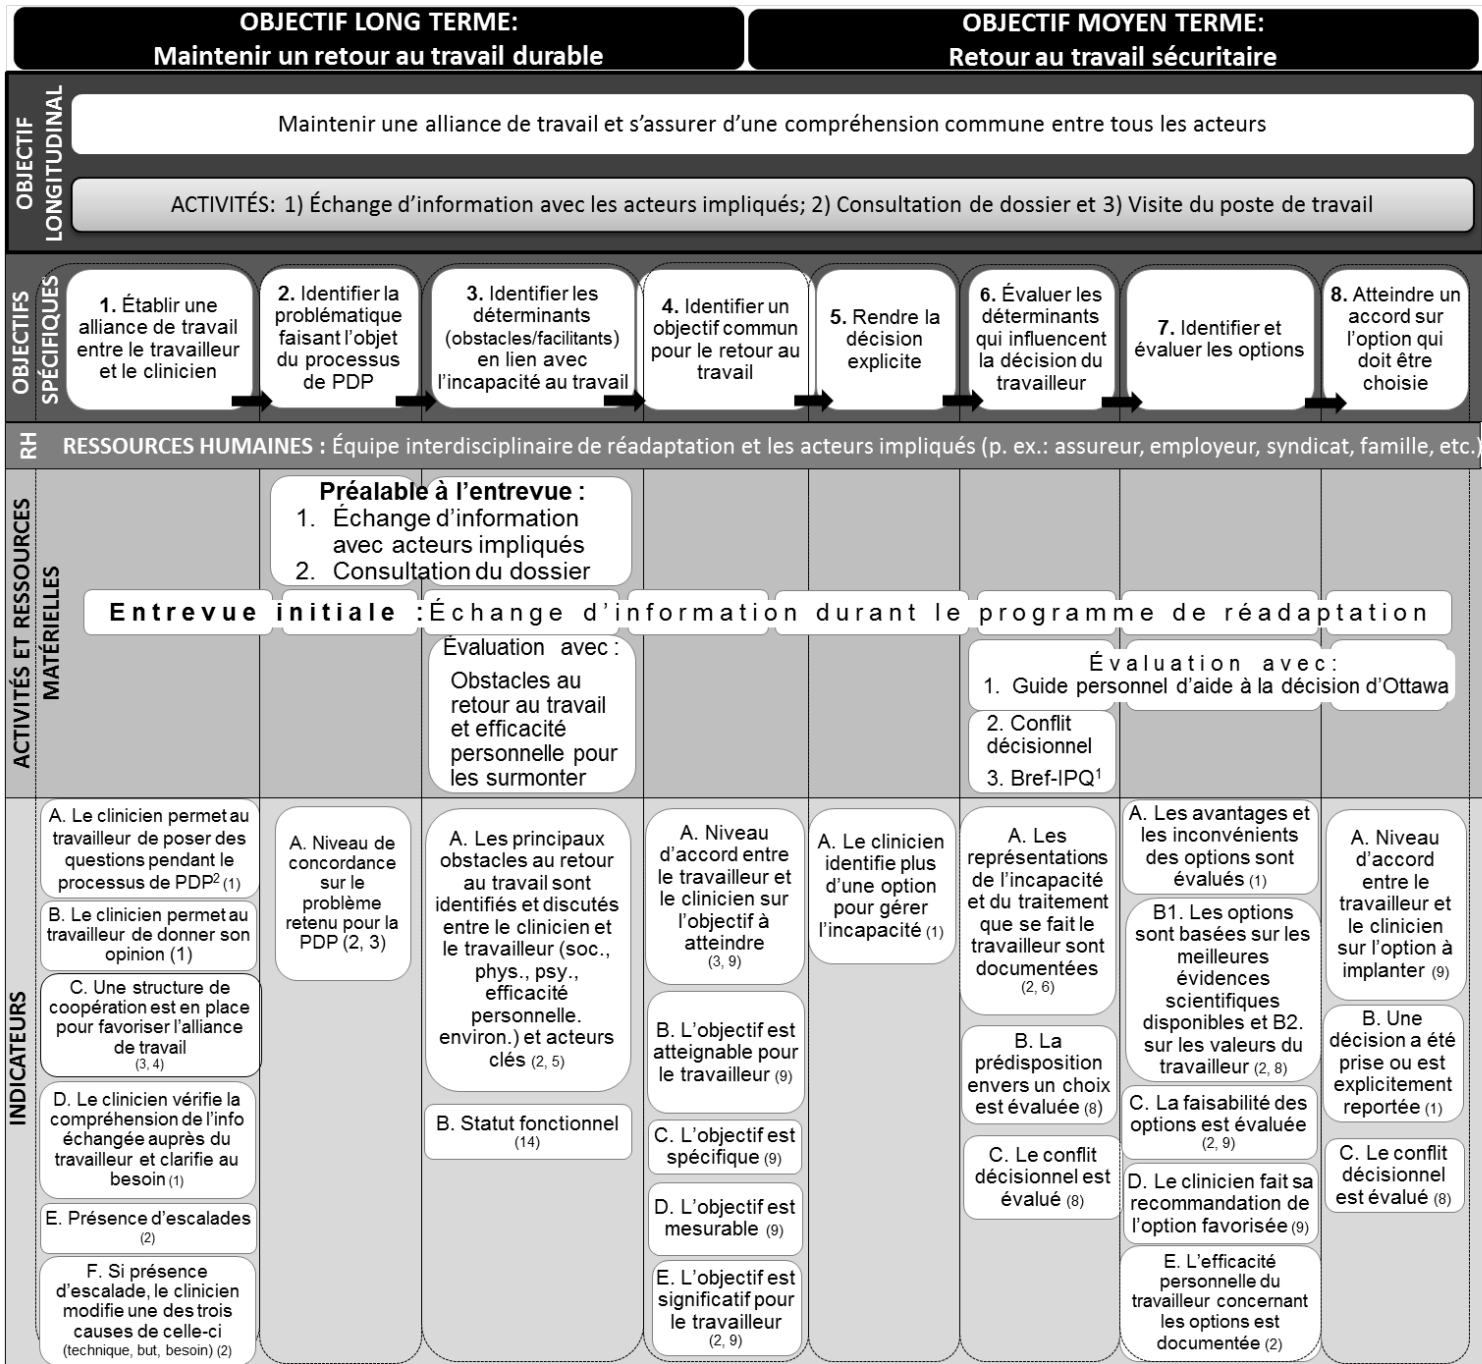 OBJECTIF LONG TERME:
Maintenir un retour au travail durable
OBJECTIF MOYEN TERME:
Retour au travail sécuritaire
OBJECTIF
LONGITUDINAL
Maintenir une alliance de travail et s’assurer d’une compréhension commune entre tous les acteurs
ACTIVITÉS: 1) Échange d’information avec les acteurs impliqués; 2) Consultation de dossier et 3) Visite du poste de travail
OBJECTIFS
SPÉCIFIQUES
1. Établir une
alliance de travail
entre le travailleur
et le clinicien
2. Identifier la
problématique
faisant l’objet
du processus
de PDP
3. Identifier les
déterminants
(obstacles/facilitants)
en lien avec
l’incapacité au travail
4. Identifier un
objectif commun
pour le retour au
travail
5. Rendre la
décision
explicite
6. Évaluer les
déterminants
qui influencent
la décision du
travailleur
7. Identifier et
évaluer les options
8. Atteindre un
accord sur
l’option qui
doit être
choisie
RH
RESSOURCES HUMAINES : Équipe interdisciplinaire de réadaptation et les acteurs impliqués (p. ex.: assureur, employeur, syndicat, famille, etc.)
ACTIVITÉS ET RESSOURCES
MATÉRIELLES
Préalable à l’entrevue :
1. Échange d’information
avec acteurs impliqués
2. Consultation du dossier
Entrevue initiale :Échange d’information durant le programme de réadaptation
Évaluation avec :
Obstacles au
retour au travail
et efficacité
personnelle pour
les surmonter
Évaluation avec:
1. Guide personnel d’aide à la décision d’Ottawa
2. Conflit
décisionnel
3. Bref-IPQ1
INDICATEURS
A. Le clinicien permet au
travailleur de poser des
questions pendant le
processus de PDP2 (1)
B. Le clinicien permet au
travailleur de donner son
opinion (1)
C. Une structure de
coopération est en place
pour favoriser l’alliance
de travail
(3, 4)
D. Le clinicien vérifie la
compréhension de l’info
échangée auprès du
travailleur et clarifie au
besoin (1)
E. Présence d’escalades
(2)
F. Si présence
d’escalade, le clinicien
modifie une des trois
causes de celle-ci
(technique, but, besoin) (2)
A. Niveau de
concordance
sur le
problème
retenu pour la
PDP (2, 3)
A. Les principaux
obstacles au retour
au travail sont
identifiés et discutés
entre le clinicien et
le travailleur (soc.,
phys., psy.,
efficacité
personnelle.
environ.) et acteurs
clés (2, 5)
B. Statut fonctionnel
(14)
A. Niveau
d’accord entre
le travailleur et
le clinicien sur
l’objectif à
atteindre
(3, 9)
B. L’objectif est
atteignable pour
le travailleur (9)
C. L’objectif est
spécifique (9)
D. L’objectif est
mesurable (9)
E. L’objectif est
significatif pour
le travailleur
(2, 9)
A. Le clinicien
identifie plus
d’une option
pour gérer
l’incapacité (1)
A. Les
représentations
de l’incapacité
et du traitement
que se fait le
travailleur sont
documentées
(2, 6)
B. La
prédisposition
envers un choix
est évaluée (8)
C. Le conflit
décisionnel est
évalué (8)
A. Les avantages et
les inconvénients
des options sont
évalués (1)
B1. Les options
sont basées sur les
meilleures
évidences
scientifiques
disponibles et B2.
sur les valeurs du
travailleur (2, 8)
C. La faisabilité des
options est évaluée
(2, 9)
D. Le clinicien fait sa
recommandation de
l’option favorisée (9)
E. L’efficacité
personnelle du
travailleur concernant
les options est
documentée (2)
A. Niveau
d’accord
entre le
travailleur et
le clinicien
sur l’option à
implanter (9)
B. Une
décision a été
prise ou est
explicitement
reportée (1)
C. Le conflit
décisionnel
est évalué (8)